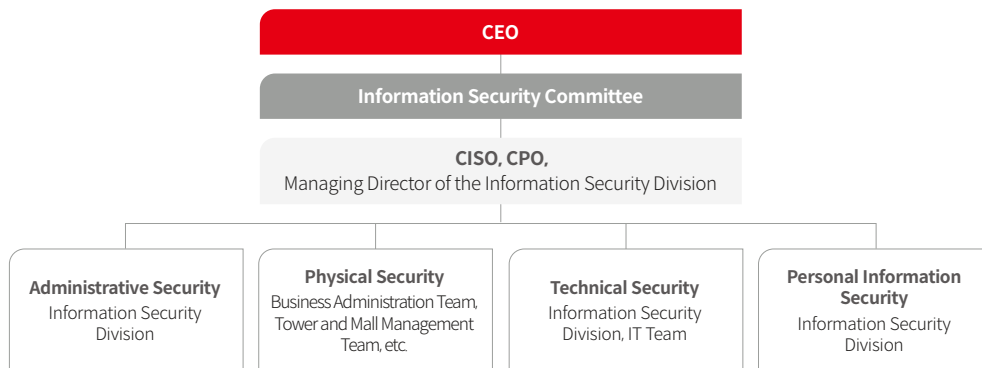 CEO
Information Security Committee
CISO, CPO,
Managing Director of the Information Security Division
Administrative Security
Information Security
Division
Physical Security
Business Administration Team,
Tower and Mall Management
Team, etc.
Technical Security
Information Security
Division, IT Team
Personal Information
Security
Information Security
Division